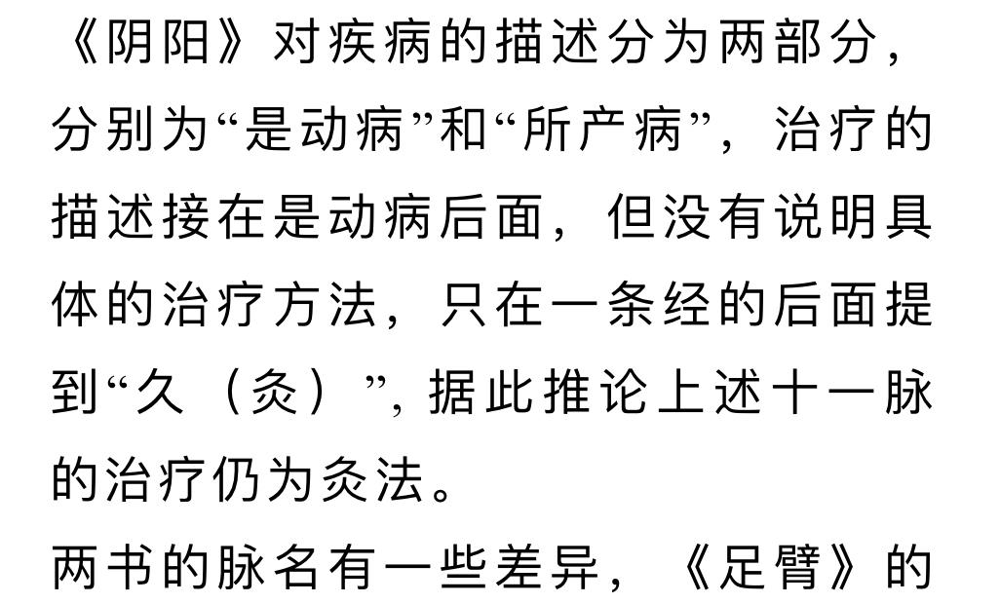 《阴阳》对疾病的描述分为两部分，
分别为“是动病”和“所产病”，治疗的
描述接在是动病后面，但没有说明具
体的治疗方法，只在一条经的后面提
到“久（灸）”，据此推论上述十一脉
的治疗仍为灸法。
两书的脉名有一些差异，《足臂》的